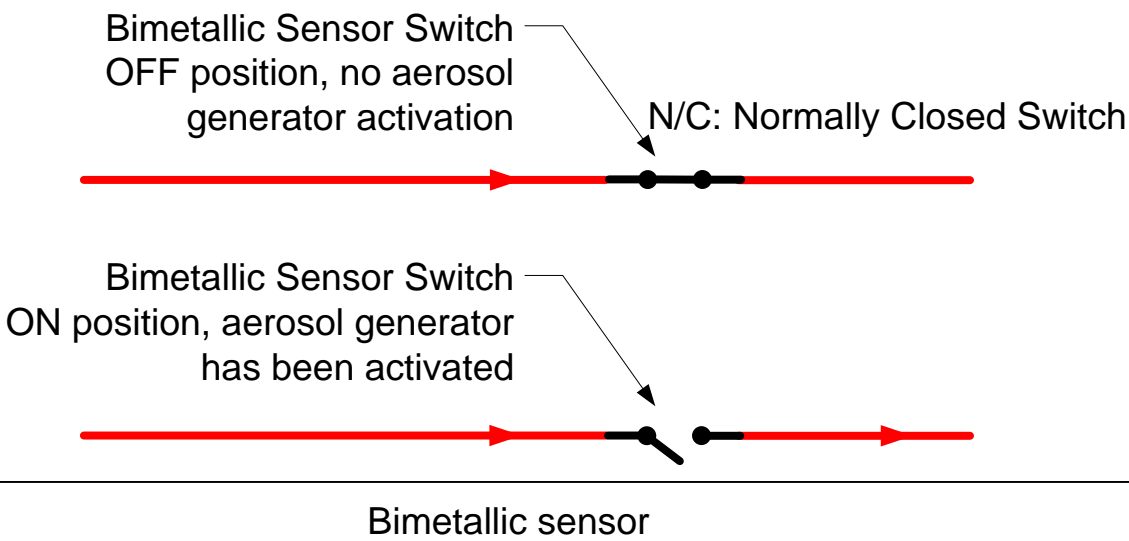 Bimetallic Sensor Switch
OFF position, no aerosol
generator activation
N/C: Normally Closed Switch
Bimetallic Sensor Switch
ON position, aerosol generator
has been activated
Bimetallic sensor